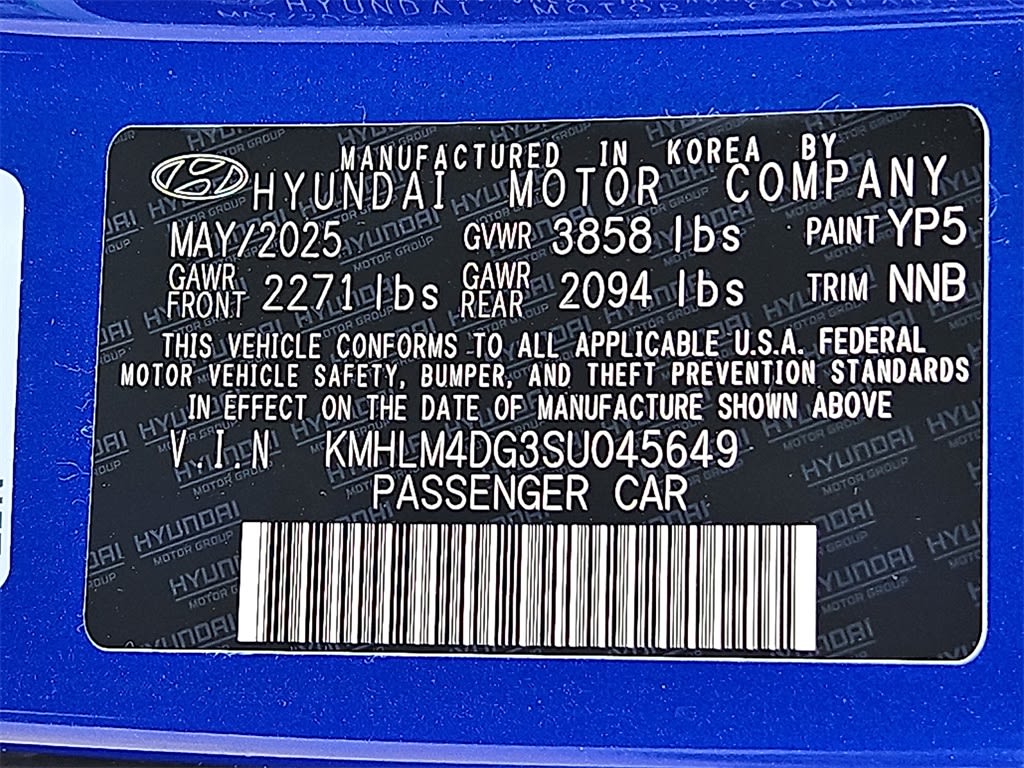 MANUFACTURED IN KOREA BY
HYUNDAI MOTOR COMPANY
MAY/2025 GVWR 3858 lbs PAINT YP5
GAWR FRONT 2271 lbs GAWR REAR 2094 lbs TRIM NNB
THIS VEHICLE CONFORMS TO ALL APPLICABLE U.S.A. FEDERAL
MOTOR VEHICLE SAFETY, BUMPER, AND THEFT PREVENTION STANDARDS
IN EFFECT ON THE DATE OF MANUFACTURE SHOWN ABOVE
V.I.N KMHLM4DG3SU045649
PASSENGER CAR